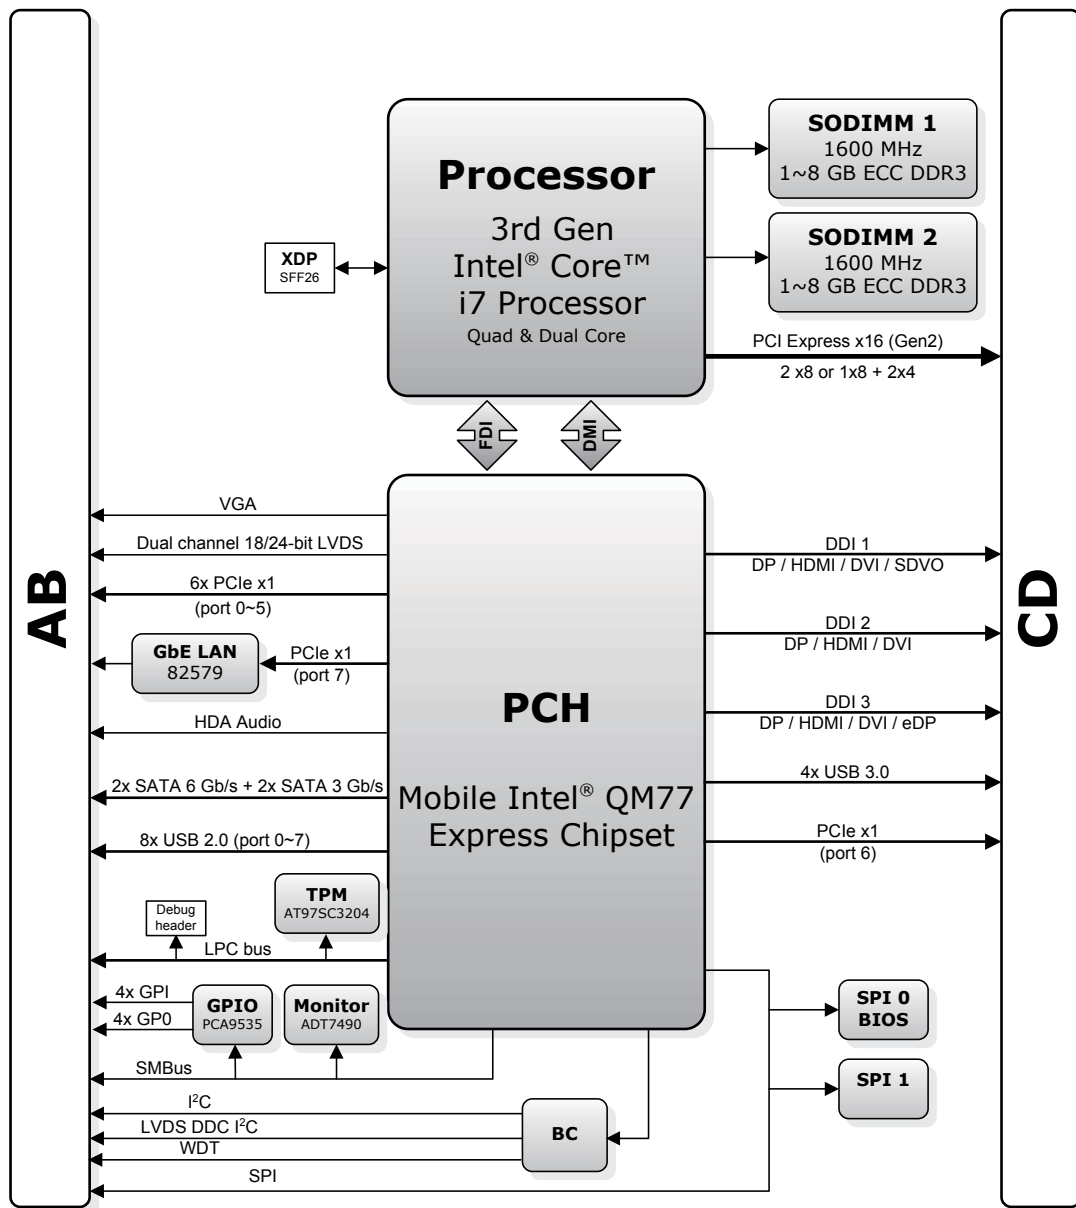 SODIMM 1
1600 MHz
1~8 GB ECC DDR3
Processor
3rd Gen
Intel® Core™
i7 Processor
Quad & Dual Core
SODIMM 2
1600 MHz
1~8 GB ECC DDR3
XDP
SFF26
PCI Express x16 (Gen2)
2 x8 or 1x8 + 2x4
FDI
DMI
AB
CD
VGA
Dual channel 18/24-bit LVDS
6x PCIe x1
(port 0~5)
GbE LAN
82579
PCIe x1
(port 7)
HDA Audio
2x SATA 6 Gb/s + 2x SATA 3 Gb/s
8x USB 2.0 (port 0~7)
PCH
Mobile Intel® QM77
Express Chipset
DDI 1
DP / HDMI / DVI / SDVO
DDI 2
DP / HDMI / DVI
DDI 3
DP / HDMI / DVI / eDP
4x USB 3.0
PCIe x1
(port 6)
TPM
AT97SC3204
Debug
header
LPC bus
4x GPI
4x GP0
GPIO
PCA9535
Monitor
ADT7490
SMBus
SPI 0
BIOS
SPI 1
I²C
LVDS DDC I²C
WDT
BC
SPI